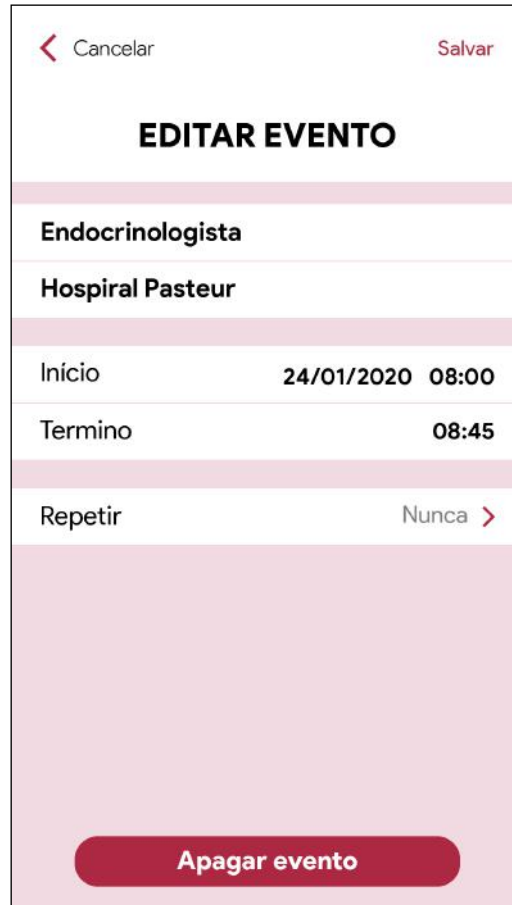 Cancelar Salvar
EDITAR EVENTO
Endocrinologista
Hospiral Pasteur
Início 24/01/2020 08:00
Termino 08:45
Repetir Nunca
Apagar evento